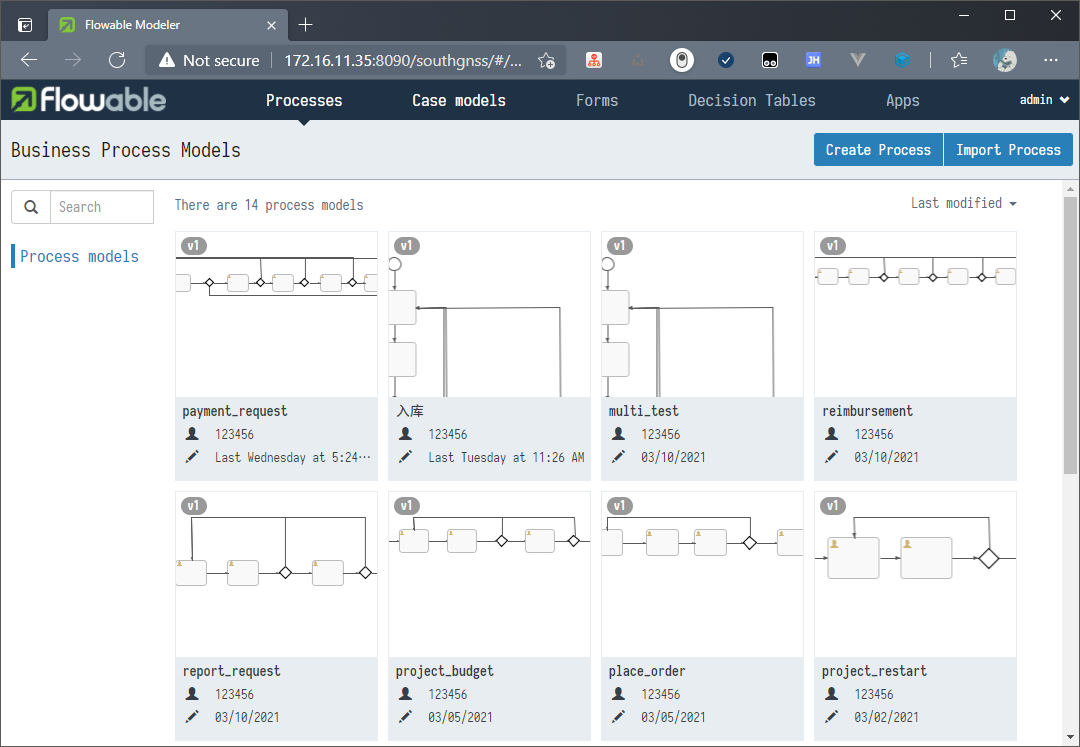 Flowable Modeler
Not secure
172.16.11.35:8090/southgnss/#/...
JH
flowable
Processes
Case models
Forms
Decision Tables
Apps
admin
Business Process Models
Create Process
Import Process
Search
There are 14 process models
Last modified
Process models
v1
v1
v1
v1
payment_request
入库
multi_test
reimbursement
123456
123456
123456
123456
Last Wednesday at 5:24…
Last Tuesday at 11:26 AM
03/10/2021
03/10/2021
v1
v1
v1
v1
report_request
project_budget
place_order
project_restart
123456
123456
123456
123456
03/10/2021
03/05/2021
03/05/2021
03/02/2021